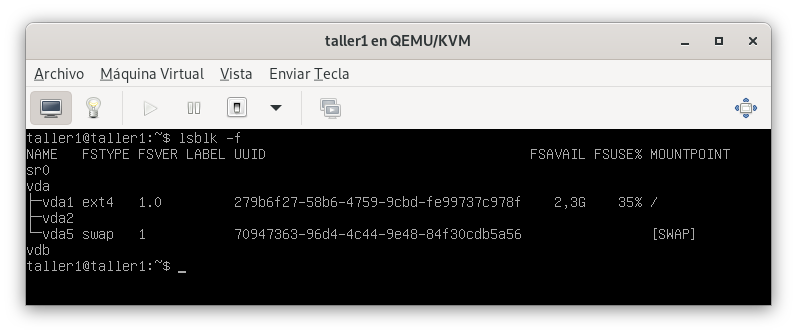 taller1 en QEMU/KVM
Archivo Máquina Virtual Vista Enviar Tecla
taller1@taller1:~$ lsblk -f
NAME   FSTYPE FSVER LABEL UUID                                 FSAVAIL FSUSE% MOUNTPOINT
sr0
vda
├─vda1 ext4   1.0         279b6f27-58b6-4759-9cbd-fe99737c978f    2,3G    35% /
├─vda2
└─vda5 swap   1           70947363-96d4-4c44-9e48-84f30cdb5a56                [SWAP]
vdb
taller1@taller1:~$ _